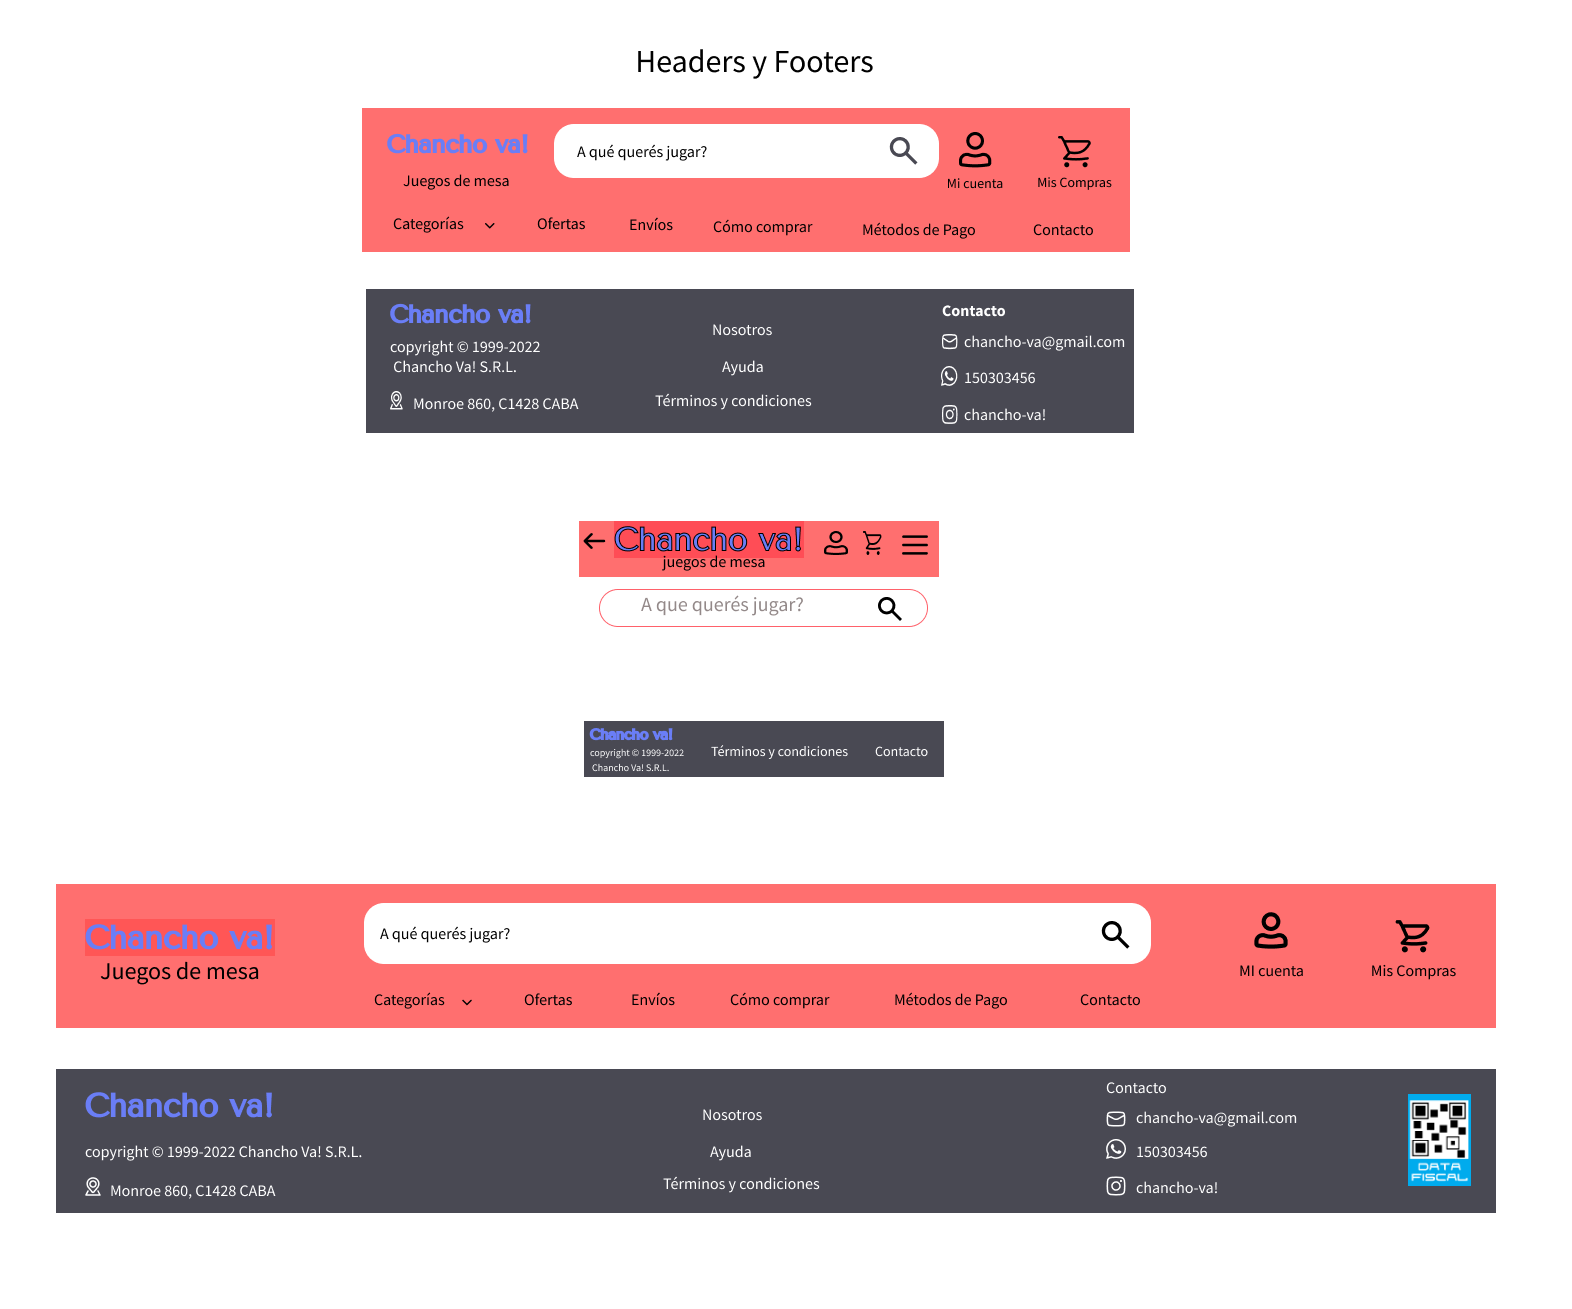 Headers y Footers
Chancho va!
Juegos de mesa
A qué querés jugar?
Mi cuenta
Mis Compras
Categorías
Ofertas
Envíos
Cómo comprar
Métodos de Pago
Contacto
Chancho va!
copyright © 1999-2022
Chancho Va! S.R.L.
Monroe 860, C1428 CABA
Nosotros
Ayuda
Términos y condiciones
Contacto
chancho-va@gmail.com
150303456
chancho-va!
Chancho va!
juegos de mesa
A que querés jugar?
Chancho va!
copyright © 1999-2022
Chancho Va! S.R.L.
Términos y condiciones
Contacto
Chancho va!
Juegos de mesa
A qué querés jugar?
MI cuenta
Mis Compras
Categorías
Ofertas
Envíos
Cómo comprar
Métodos de Pago
Contacto
Chancho va!
copyright © 1999-2022 Chancho Va! S.R.L.
Monroe 860, C1428 CABA
Nosotros
Ayuda
Términos y condiciones
Contacto
chancho-va@gmail.com
150303456
chancho-va!
DATA
FISCAL